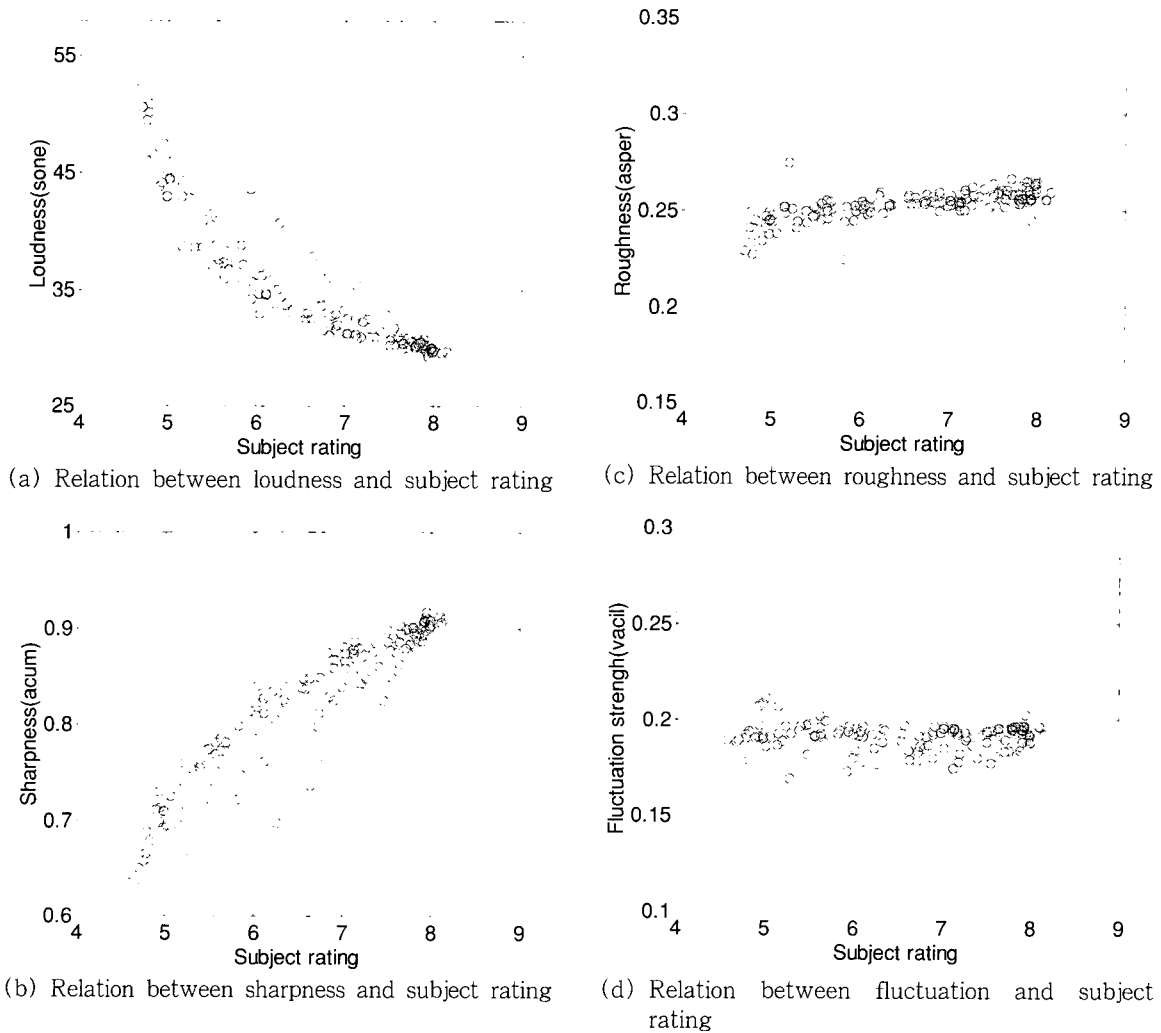 55
45
35
25
4 5 6 7 8 9
Loudness(sone)
Subject rating
(a) Relation between loudness and subject rating
0.35
0.3
0.25
0.2
0.15
4 5 6 7 8 9
Roughness(asper)
Subject rating
(c) Relation between roughness and subject rating
1
0.9
0.8
0.7
0.6
4 5 6 7 8 9
Sharpness(acum)
Subject rating
(b) Relation between sharpness and subject rating
0.3
0.25
0.2
0.15
0.1
4 5 6 7 8 9
Fluctuation strengh(vacil)
Subject rating
(d) Relation between fluctuation and subject
rating